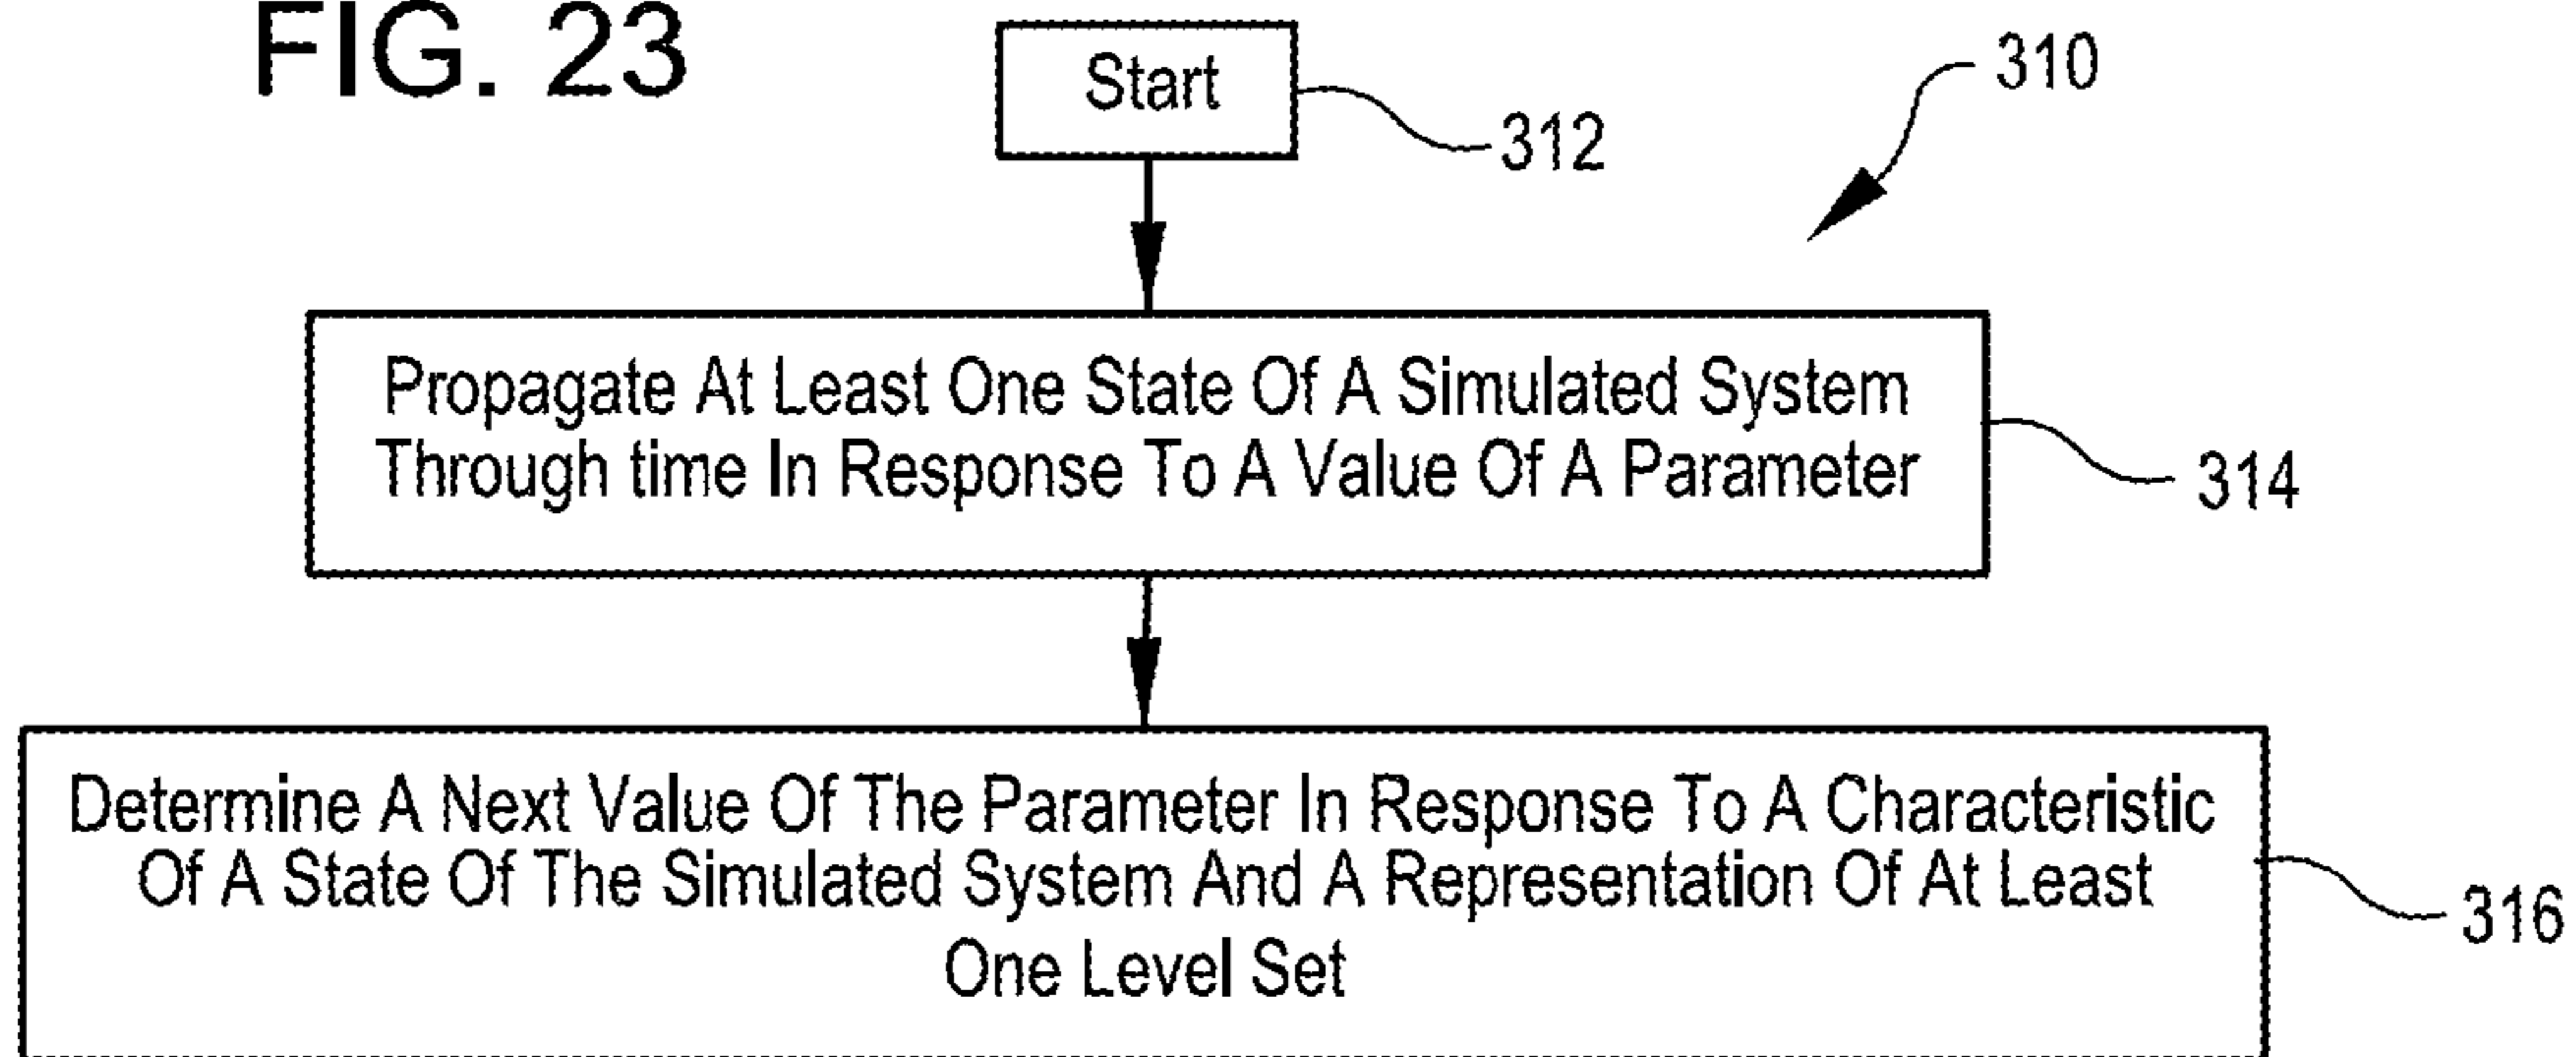 FIG. 23
Start
310
312
Propagate At Least One State Of A Simulated System
Through time In Response To A Value Of A Parameter
314
Determine A Next Value Of The Parameter In Response To A Characteristic
Of A State Of The Simulated System And A Representation Of At Least
One Level Set
316